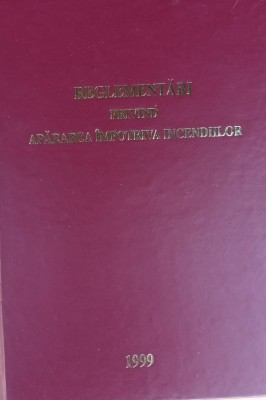 REGLEMENTĂRI
PRIVIND
APĂRAREA ÎMPOTRIVA INCENDIILOR
1999